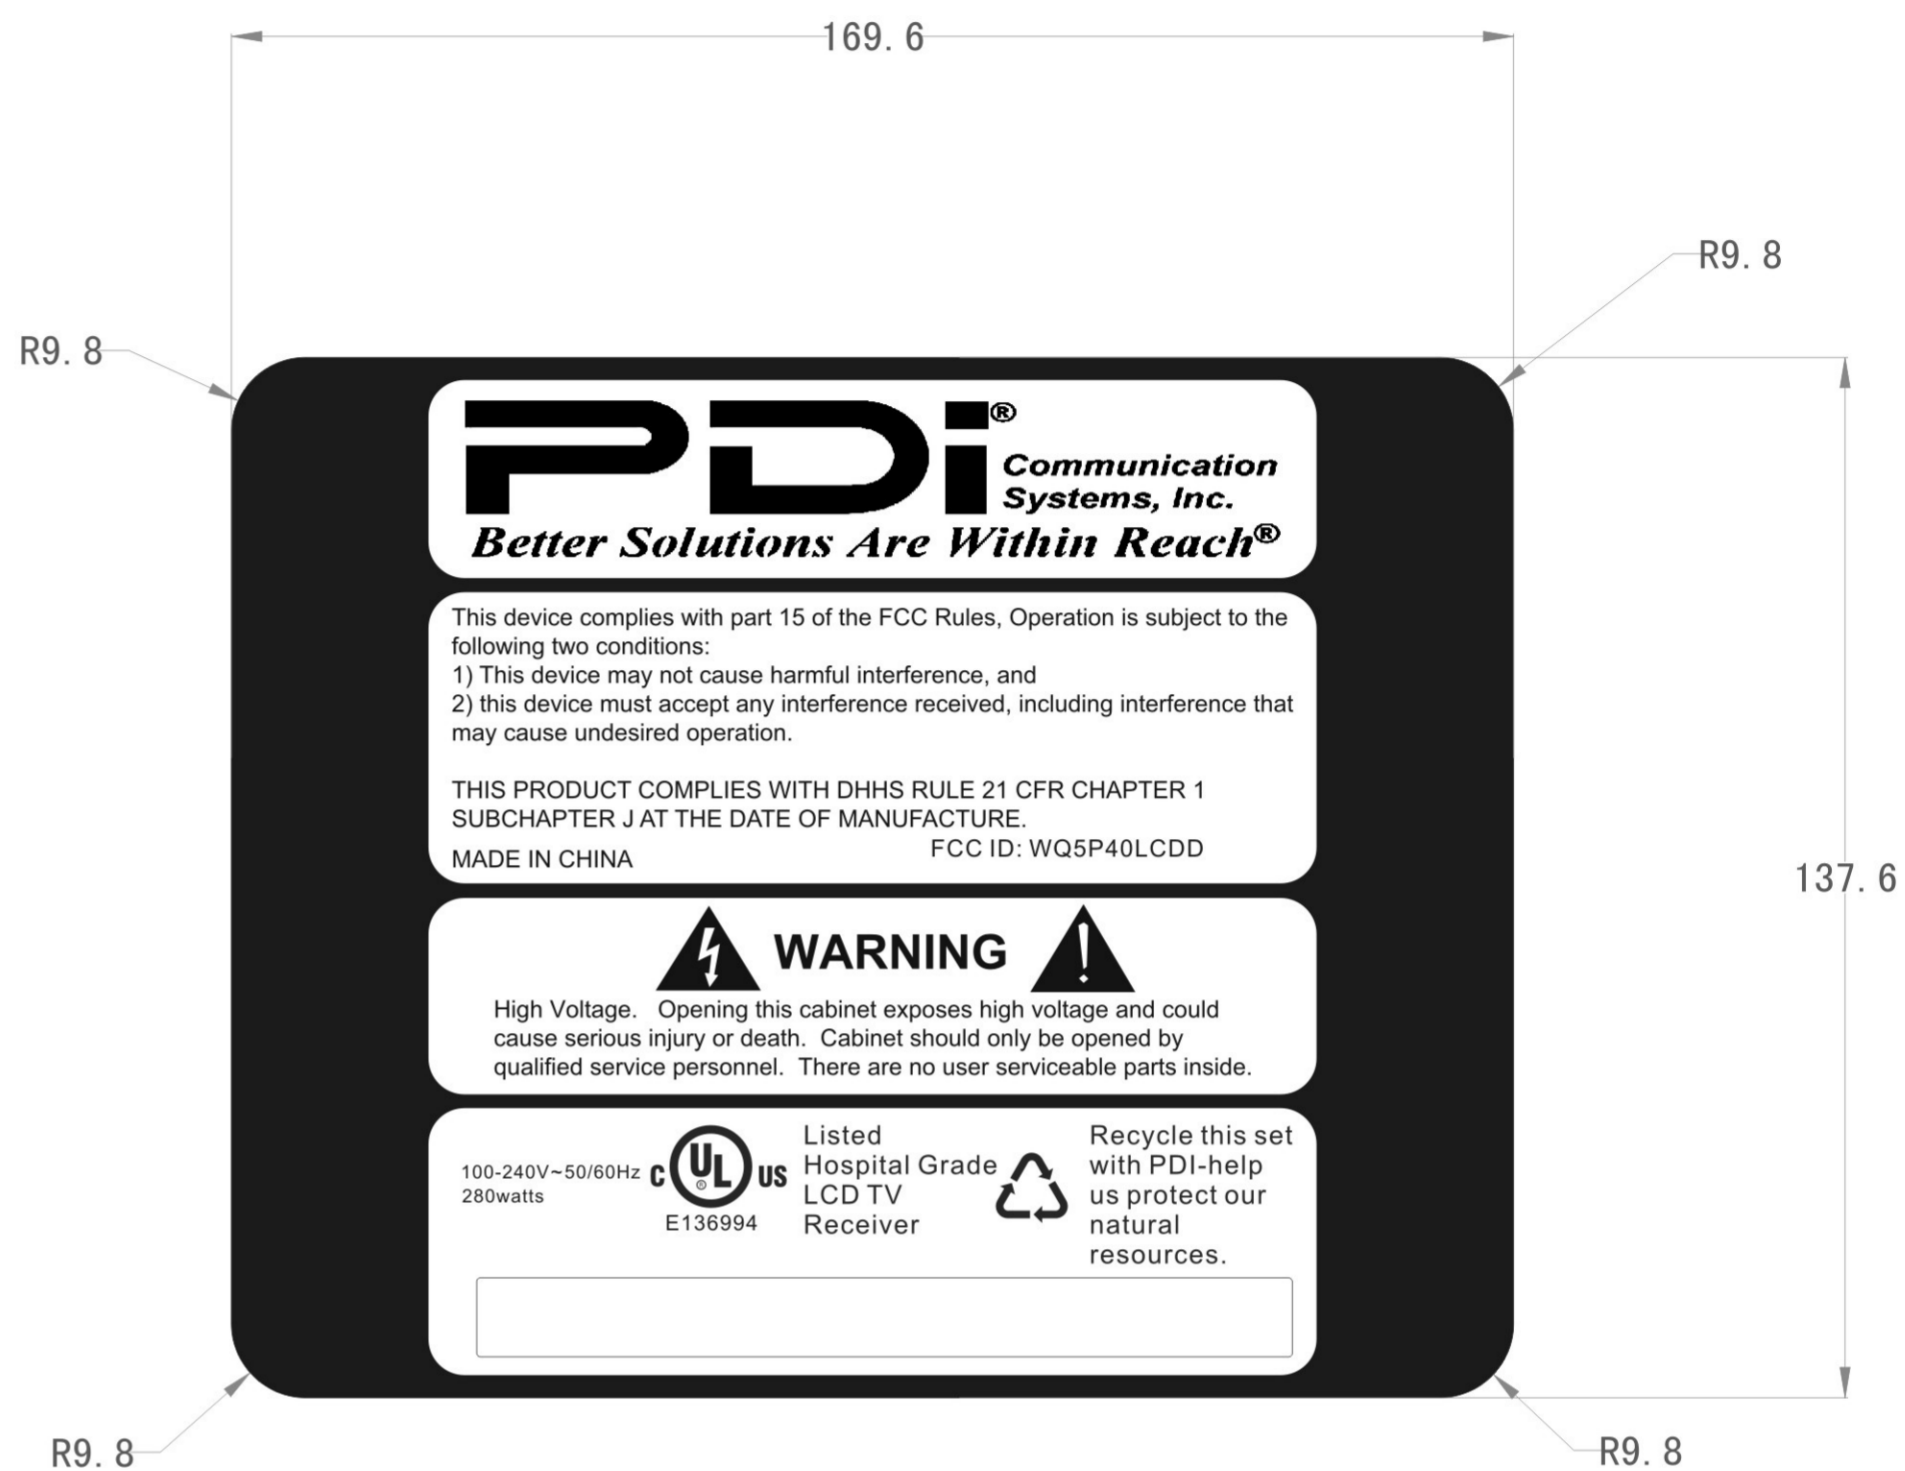 169.6
R9.8
R9.8
PDi®
Communication
Systems, Inc.
Better Solutions Are Within Reach®
This device complies with part 15 of the FCC Rules, Operation is subject to the
following two conditions:
1) This device may not cause harmful interference, and
2) this device must accept any interference received, including interference that
may cause undesired operation.
THIS PRODUCT COMPLIES WITH DHHS RULE 21 CFR CHAPTER 1
SUBCHAPTER J AT THE DATE OF MANUFACTURE.
MADE IN CHINA
FCC ID: WQ5P40LCDD
137.6
WARNING
High Voltage. Opening this cabinet exposes high voltage and could
cause serious injury or death. Cabinet should only be opened by
qualified service personnel. There are no user serviceable parts inside.
100-240V~50/60Hz
280watts
C UL® US
E136994
Listed
Hospital Grade
LCD TV
Receiver
Recycle this set
with PDI-help
us protect our
natural
resources.
R9.8
R9.8